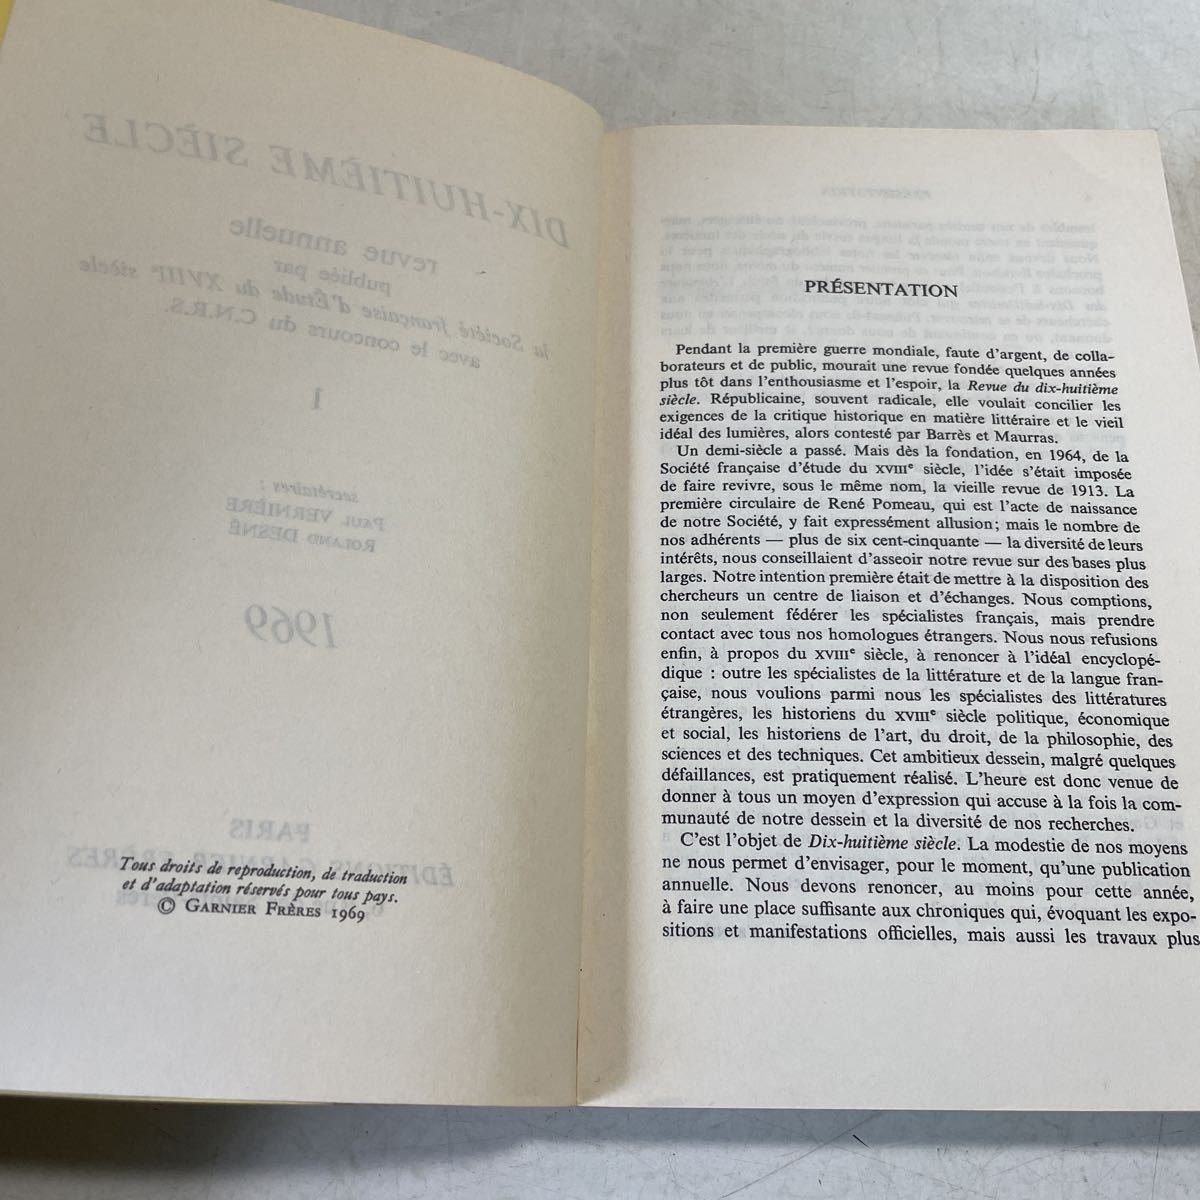 DIX-HUITIÈME SIÈCLE
revue annuelle
publiée par
la Société française d'Étude du XVIIIe siècle
avec le concours du C.N.R.S.
1
secrétaires :
PAUL VERNIÈRE
ROLAND DESNÉ
1969
PARIS
ÉDITIONS GARNIER FRÈRES
Tous droits de reproduction, de traduction
et d'adaptation réservés pour tous pays.
© GARNIER FRÈRES 1969
PRÉSENTATION
Pendant la première guerre mondiale, faute d'argent, de colla-
borateurs et de public, mourait une revue fondée quelques années
plus tôt dans l'enthousiasme et l'espoir, la Revue du dix-huitième
siècle. Républicaine, souvent radicale, elle voulait concilier les
exigences de la critique historique en matière littéraire et le vieil
idéal des lumières, alors contesté par Barrès et Maurras.
Un demi-siècle a passé. Mais dès la fondation, en 1964, de la
Société française d'étude du XVIIIe siècle, l'idée s'était imposée
de faire revivre, sous le même nom, la vieille revue de 1913. La
première circulaire de René Pomeau, qui est l'acte de naissance
de notre Société, y fait expressément allusion; mais le nombre de
nos adhérents — plus de six cent-cinquante — la diversité de leurs
intérêts, nous conseillaient d'asseoir notre revue sur des bases plus
larges. Notre intention première était de mettre à la disposition des
chercheurs un centre de liaison et d'échanges. Nous comptions,
non seulement fédérer les spécialistes français, mais prendre
contact avec tous nos homologues étrangers. Nous nous refusions
enfin, à propos du XVIIIe siècle, à renoncer à l'idéal encyclopé-
dique : outre les spécialistes de la littérature et de la langue fran-
çaise, nous voulions parmi nous les spécialistes des littératures
étrangères, les historiens du XVIIIe siècle politique, économique
et social, les historiens de l'art, du droit, de la philosophie, des
sciences et des techniques. Cet ambitieux dessein, malgré quelques
défaillances, est pratiquement réalisé. L'heure est donc venue de
donner à tous un moyen d'expression qui accuse à la fois la com-
munauté de notre dessein et la diversité de nos recherches.
C'est l'objet de Dix-huitième siècle. La modestie de nos moyens
ne nous permet d'envisager, pour le moment, qu'une publication
annuelle. Nous devons renoncer, au moins pour cette année,
à faire une place suffisante aux chroniques qui, évoquant les expo-
sitions et manifestations officielles, mais aussi les travaux plus